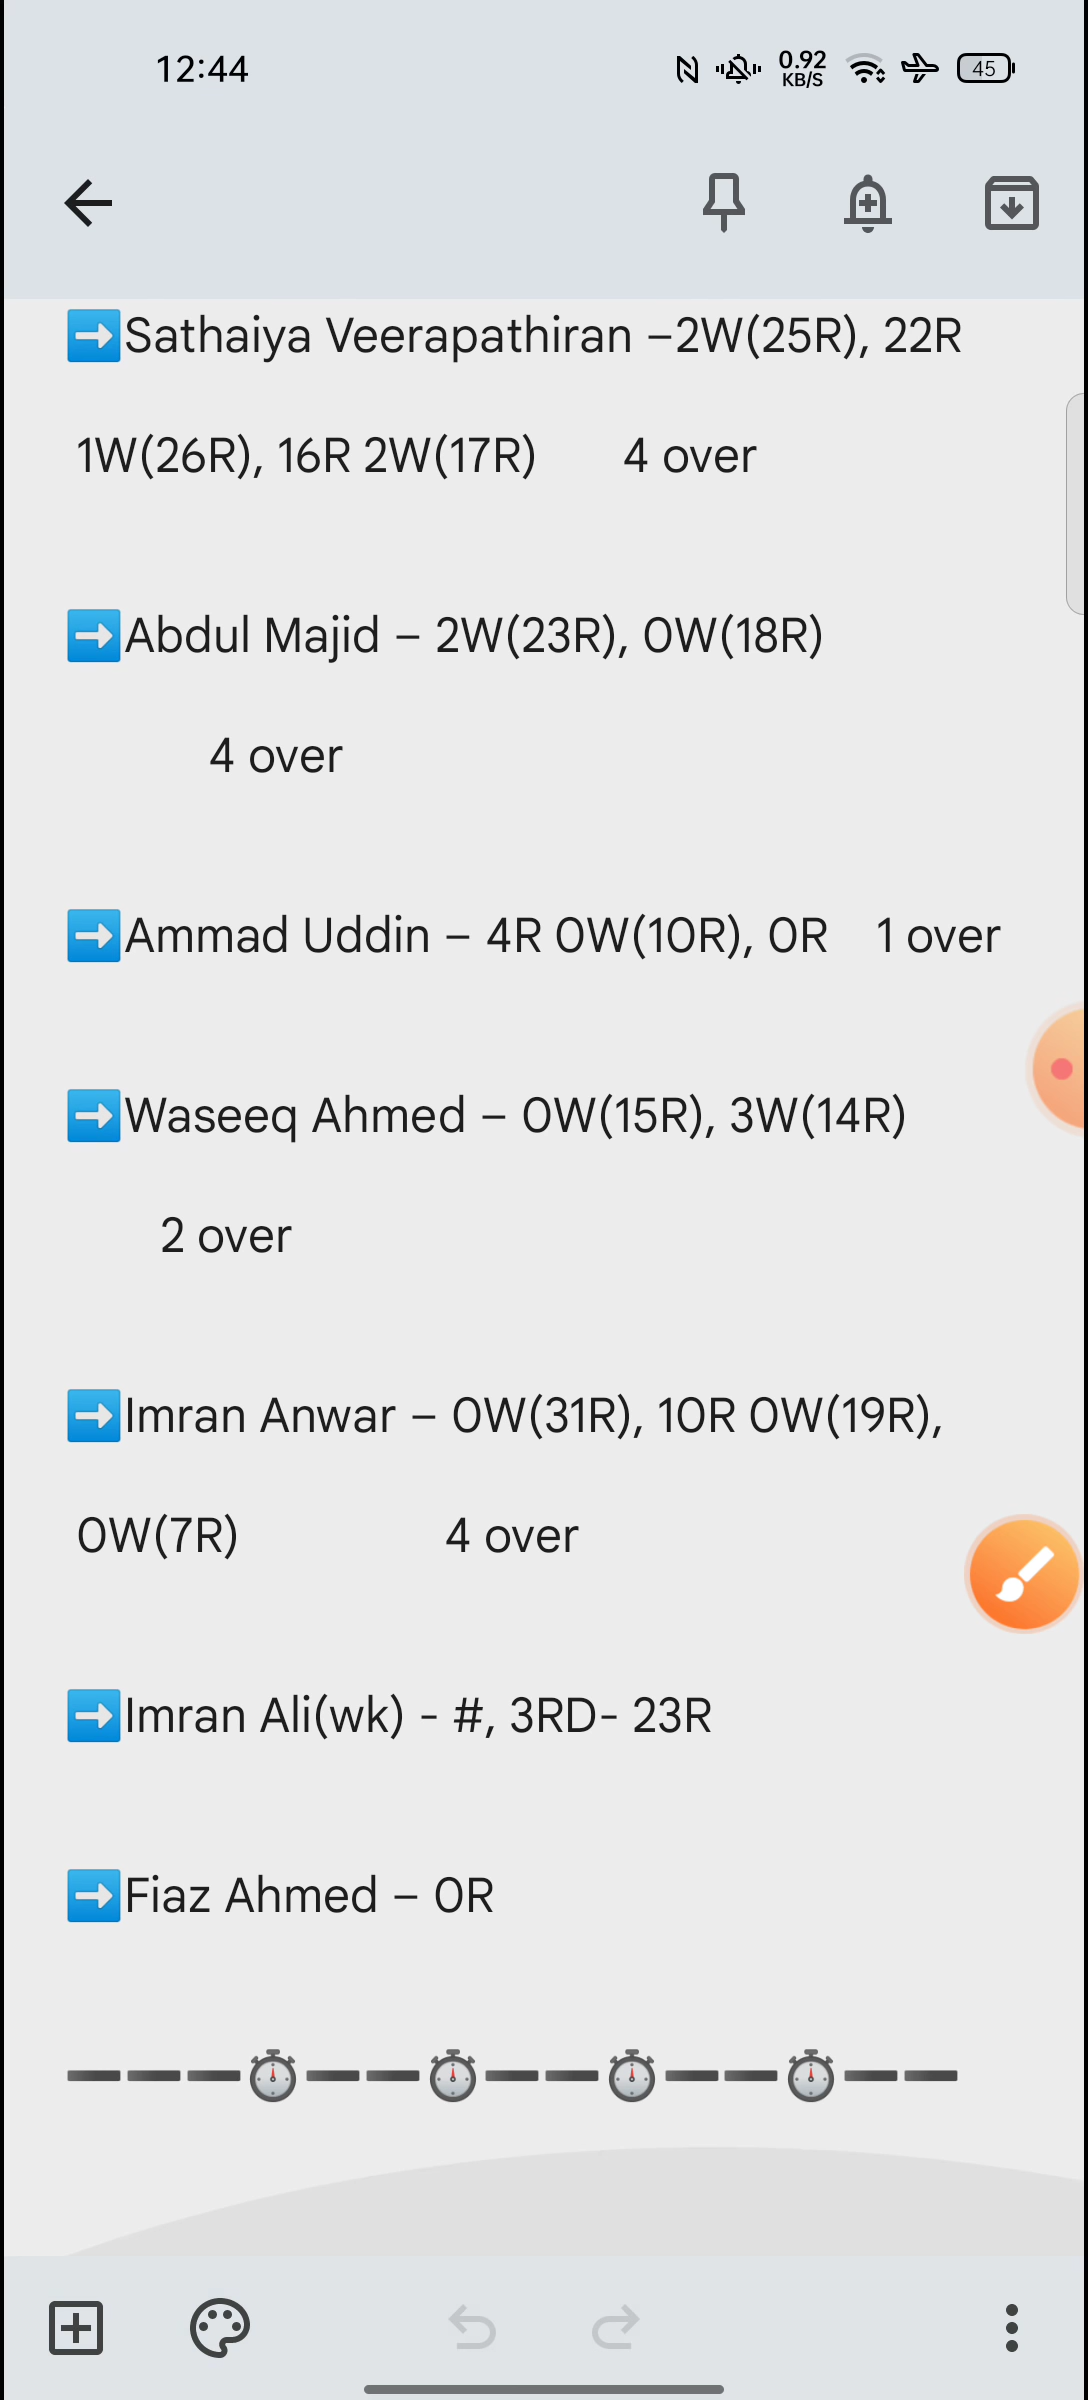 12:44
0.92
KB/S
45
➡️Sathaiya Veerapathiran –2W(25R), 22R
1W(26R), 16R 2W(17R) 4 over
➡️Abdul Majid – 2W(23R), 0W(18R)
4 over
➡️Ammad Uddin – 4R 0W(10R), 0R 1 over
➡️Waseeq Ahmed – 0W(15R), 3W(14R)
2 over
➡️Imran Anwar – 0W(31R), 10R 0W(19R),
0W(7R) 4 over
➡️Imran Ali(wk) - #, 3RD- 23R
➡️Fiaz Ahmed – 0R
➖➖➖⏱️➖➖⏱️➖➖⏱️➖➖⏱️➖➖